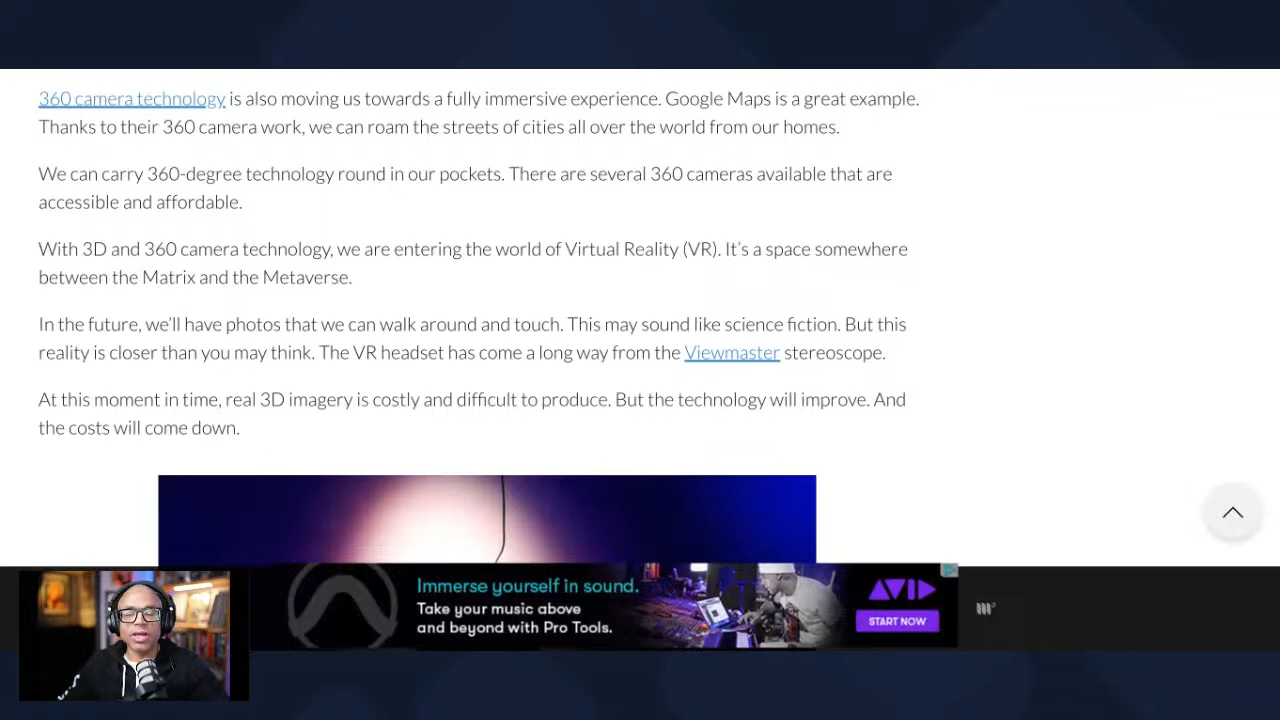 360 camera technology is also moving us towards a fully immersive experience. Google Maps is a great example.
Thanks to their 360 camera work, we can roam the streets of cities all over the world from our homes.
We can carry 360-degree technology round in our pockets. There are several 360 cameras available that are
accessible and affordable.
With 3D and 360 camera technology, we are entering the world of Virtual Reality (VR). It’s a space somewhere
between the Matrix and the Metaverse.
In the future, we’ll have photos that we can walk around and touch. This may sound like science fiction. But this
reality is closer than you may think. The VR headset has come a long way from the Viewmaster stereoscope.
At this moment in time, real 3D imagery is costly and difficult to produce. But the technology will improve. And
the costs will come down.
Immerse yourself in sound.
Take your music above
and beyond with Pro Tools.
AVID
START NOW